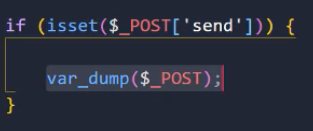 if (isset($_POST['send'])) {
var_dump($_POST);
}